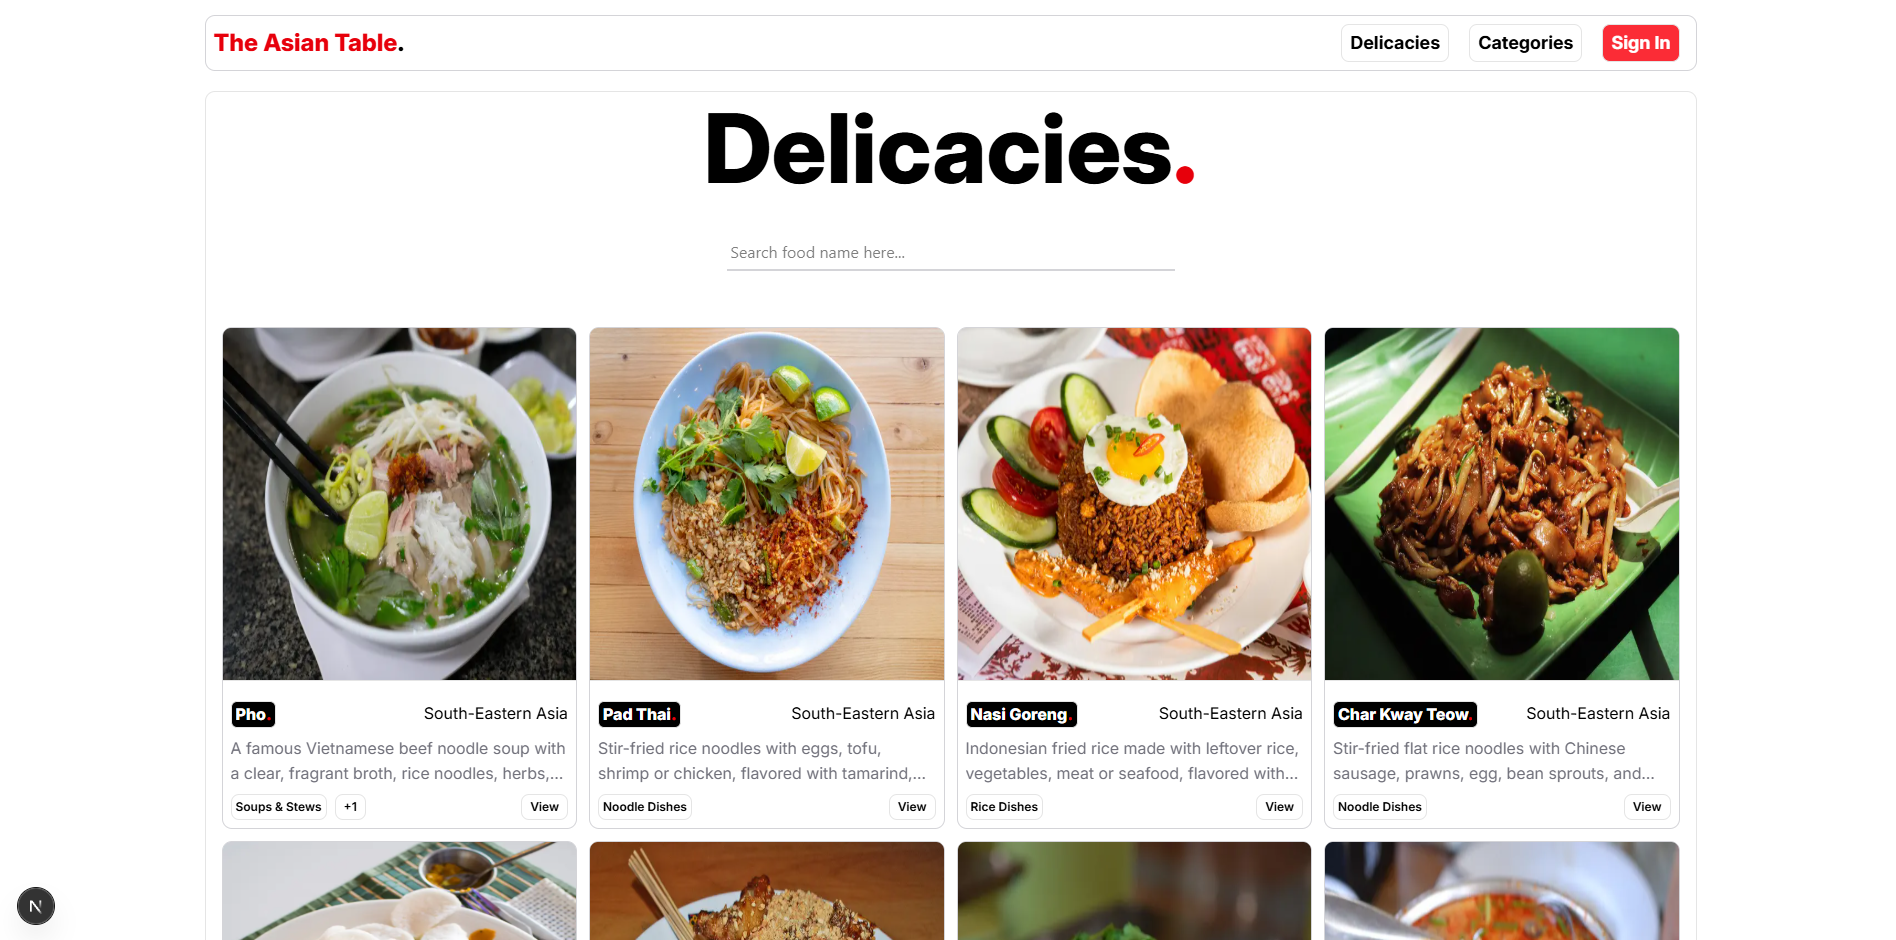 The Asian Table.
Delicacies
Categories
Sign In
Delicacies.
Search food name here...
Pho.
South-Eastern Asia
A famous Vietnamese beef noodle soup with
a clear, fragrant broth, rice noodles, herbs,...
Soups & Stews
+1
View
Pad Thai.
South-Eastern Asia
Stir-fried rice noodles with eggs, tofu,
shrimp or chicken, flavored with tamarind,...
Noodle Dishes
View
Nasi Goreng.
South-Eastern Asia
Indonesian fried rice made with leftover rice,
vegetables, meat or seafood, flavored with...
Rice Dishes
View
Char Kway Teow.
South-Eastern Asia
Stir-fried flat rice noodles with Chinese
sausage, prawns, egg, bean sprouts, and...
Noodle Dishes
View
N